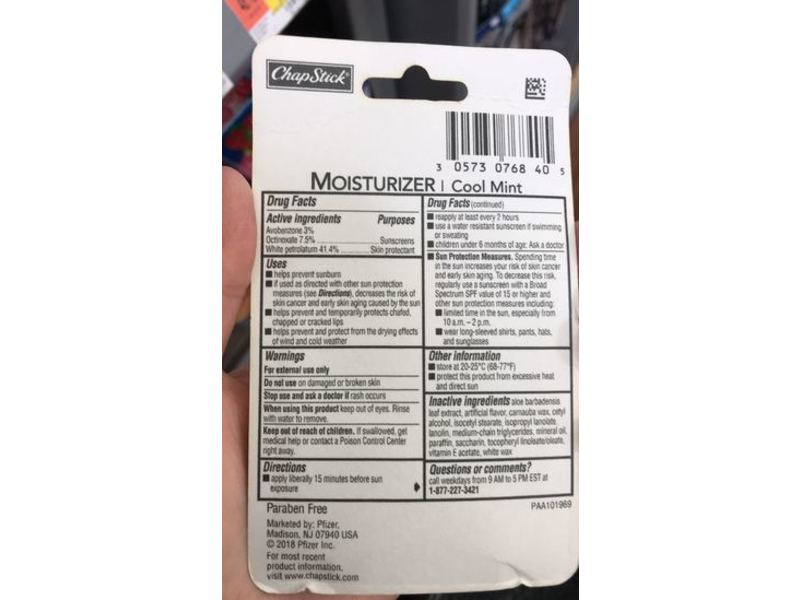 ChapStick®
3 0573 0768 40 5
MOISTURIZER | Cool Mint
Drug Facts
Active ingredients Purposes
Avobenzone 3%
Octinoxate 7.5% Sunscreens
White petrolatum 41.4% Skin protectant
Uses
■ helps prevent sunburn
■ if used as directed with other sun protection
measures (see Directions), decreases the risk of
skin cancer and early skin aging caused by the sun
■ helps prevent and temporarily protects chafed,
chapped or cracked lips
■ helps prevent and protect from the drying effects
of wind and cold weather
Warnings
For external use only
Do not use on damaged or broken skin
Stop use and ask a doctor if rash occurs
When using this product keep out of eyes. Rinse
with water to remove.
Keep out of reach of children. If swallowed, get
medical help or contact a Poison Control Center
right away.
Directions
■ apply liberally 15 minutes before sun
exposure
Drug Facts (continued)
■ reapply at least every 2 hours
■ use a water resistant sunscreen if swimming
or sweating
■ children under 6 months of age: Ask a doctor
■ Sun Protection Measures. Spending time
in the sun increases your risk of skin cancer
and early skin aging. To decrease this risk,
regularly use a sunscreen with a Broad
Spectrum SPF value of 15 or higher and
other sun protection measures including:
■ limited time in the sun, especially from
10 a.m. – 2 p.m.
■ wear long-sleeved shirts, pants, hats,
and sunglasses
Other information
■ store at 20-25°C (68-77°F)
■ protect this product from excessive heat
and direct sun
Inactive ingredients aloe barbadensis
leaf extract, artificial flavor, carnauba wax, cetyl
alcohol, isocetyl stearate, isopropyl lanolate,
lanolin, medium-chain triglycerides, mineral oil,
paraffin, saccharin, tocopheryl linoleate/oleate,
vitamin E acetate, white wax
Questions or comments?
call weekdays from 9 AM to 5 PM EST at
1-877-227-3421
Paraben Free
PAA101969
Marketed by: Pfizer,
Madison, NJ 07940 USA
© 2018 Pfizer Inc.
For most recent
product information,
visit www.chapstick.com